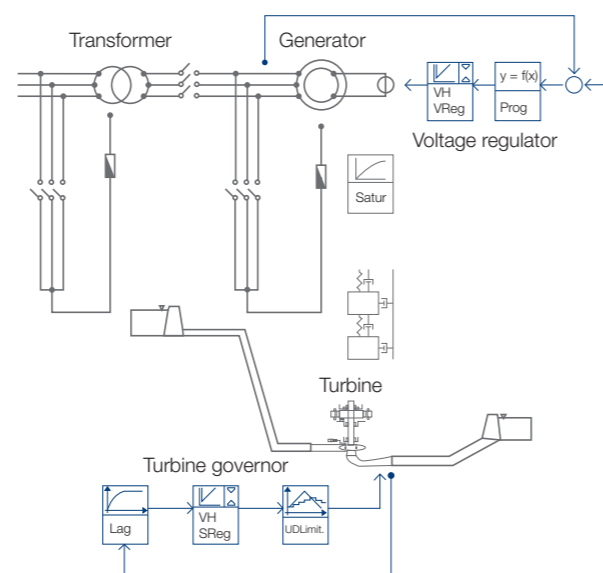 Transformer
Generator
VH
VReg
y = f(x)
Prog
Voltage regulator
Satur
Turbine
Turbine governor
Lag
VH
SReg
UDLimit.